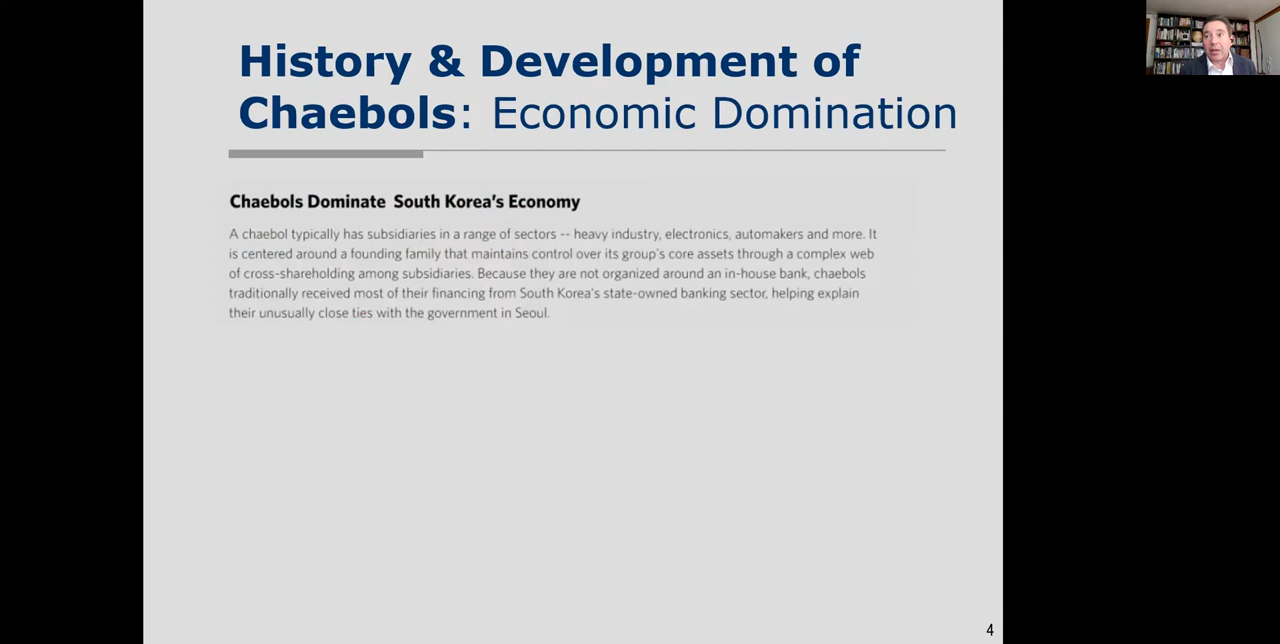 History & Development of
Chaebols: Economic Domination
Chaebols Dominate South Korea's Economy
A chaebol typically has subsidiaries in a range of sectors -- heavy industry, electronics, automakers and more. It
is centered around a founding family that maintains control over its group's core assets through a complex web
of cross-shareholding among subsidiaries. Because they are not organized around an in-house bank, chaebols
traditionally received most of their financing from South Korea's state-owned banking sector, helping explain
their unusually close ties with the government in Seoul.
4